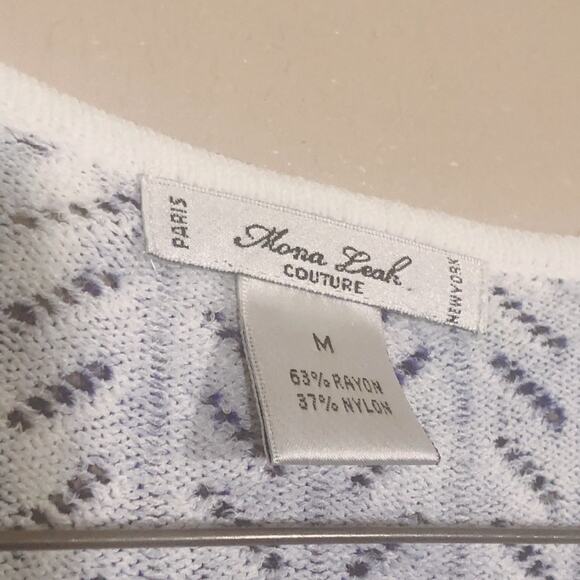 PARIS
Mona Leah
COUTURE
NEWYORK
M
63% RAYON
37% NYLON